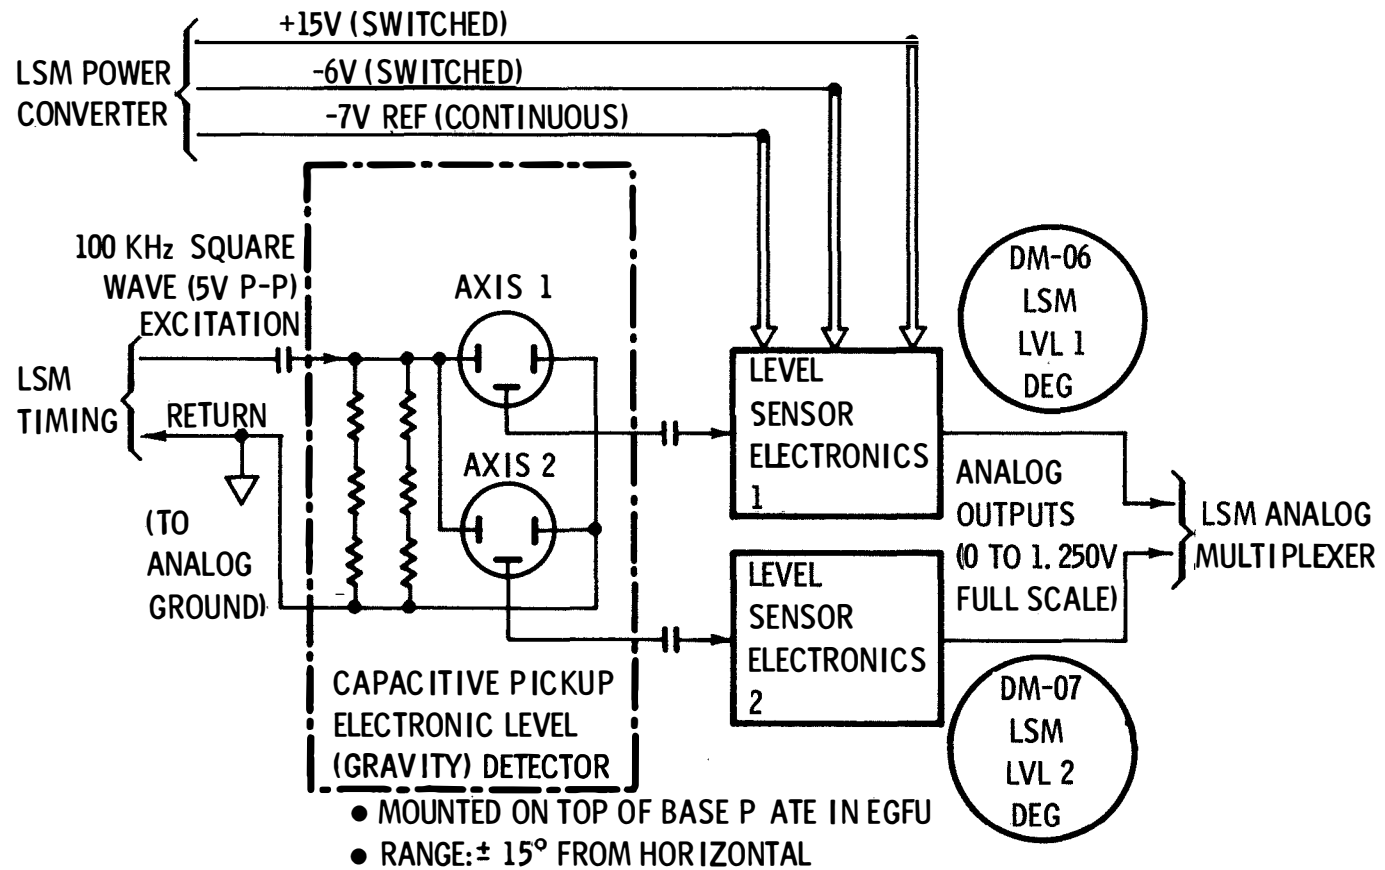 +15V (SWITCHED)
-6V (SWITCHED)
-7V REF (CONTINUOUS)
LSM POWER
CONVERTER
100 KHz SQUARE
WAVE (5V P-P)
EXCITATION
LSM
TIMING
RETURN
(TO
ANALOG
GROUND)
AXIS 1
AXIS 2
CAPACITIVE PICKUP
ELECTRONIC LEVEL
(GRAVITY) DETECTOR
LEVEL
SENSOR
ELECTRONICS
1
LEVEL
SENSOR
ELECTRONICS
2
DM-06
LSM
LVL 1
DEG
ANALOG
OUTPUTS
(0 TO 1.250V
FULL SCALE)
LSM ANALOG
MULTIPLEXER
DM-07
LSM
LVL 2
DEG
● MOUNTED ON TOP OF BASE P ATE IN EGFU
● RANGE: ± 15° FROM HORIZONTAL